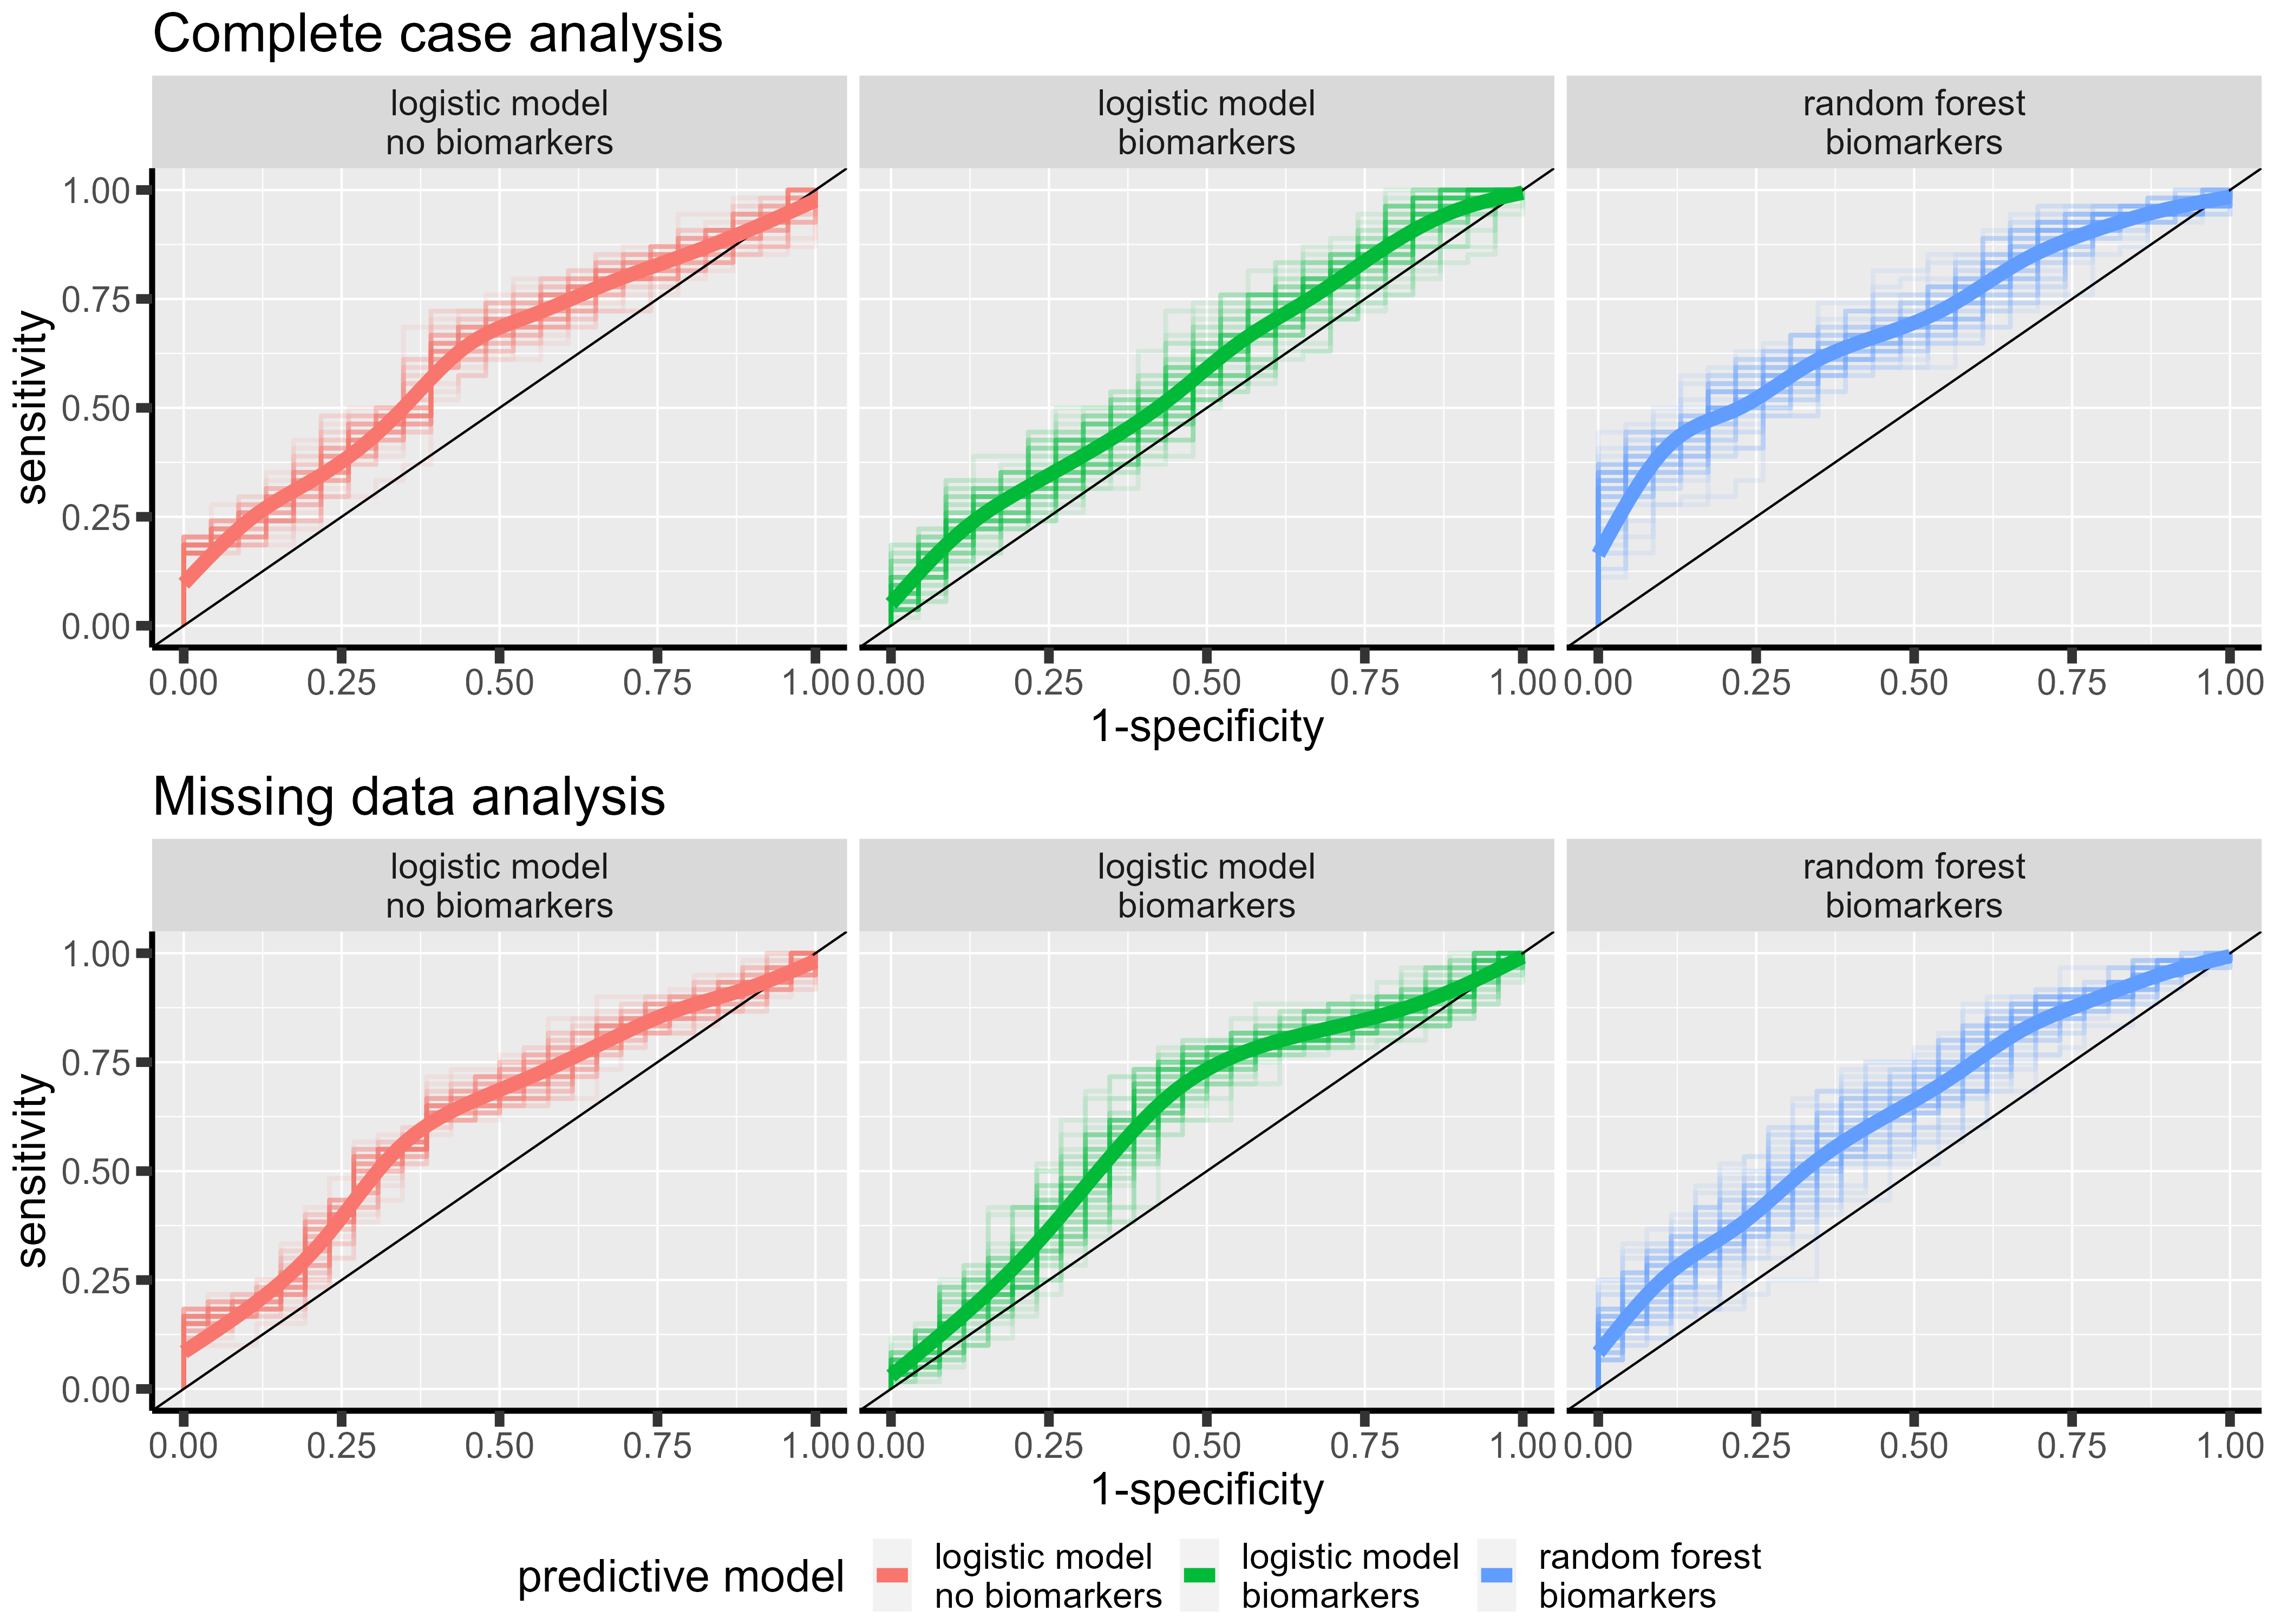 Complete case analysis
logistic model
no biomarkers
logistic model
biomarkers
random forest
biomarkers
sensitivity
1.00
0.75
0.50
0.25
0.00
0.00 0.25 0.50 0.75 1.00
0.00 0.25 0.50 0.75 1.00
0.00 0.25 0.50 0.75 1.00
1-specificity
Missing data analysis
logistic model
no biomarkers
logistic model
biomarkers
random forest
biomarkers
sensitivity
1.00
0.75
0.50
0.25
0.00
0.00 0.25 0.50 0.75 1.00
0.00 0.25 0.50 0.75 1.00
0.00 0.25 0.50 0.75 1.00
1-specificity
predictive model
logistic model
no biomarkers
logistic model
biomarkers
random forest
biomarkers